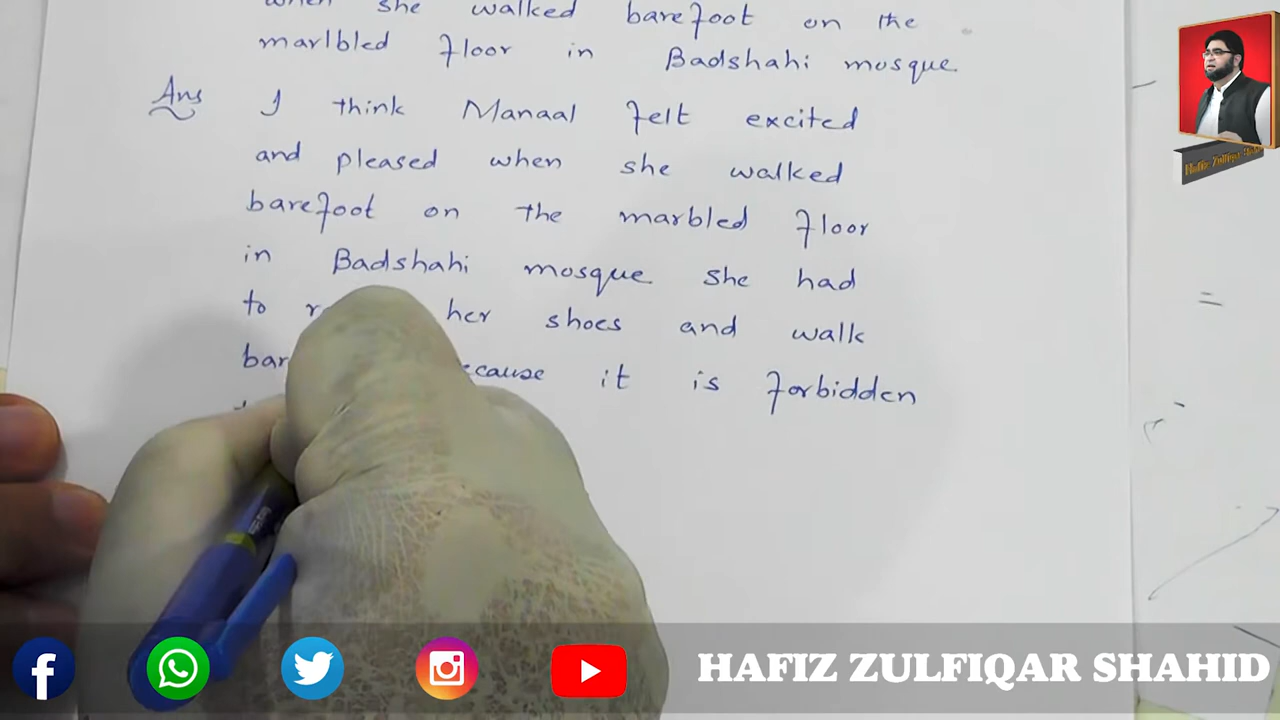 when she walked barefoot on the
marlbled floor in Badshahi mosque
Ans I think Manaal felt excited
and pleased when she walked
barefoot on the marbled floor
in Badshahi mosque she had
to her shoes and walk
it is forbidden
HAFIZ ZULFIQAR SHAHID